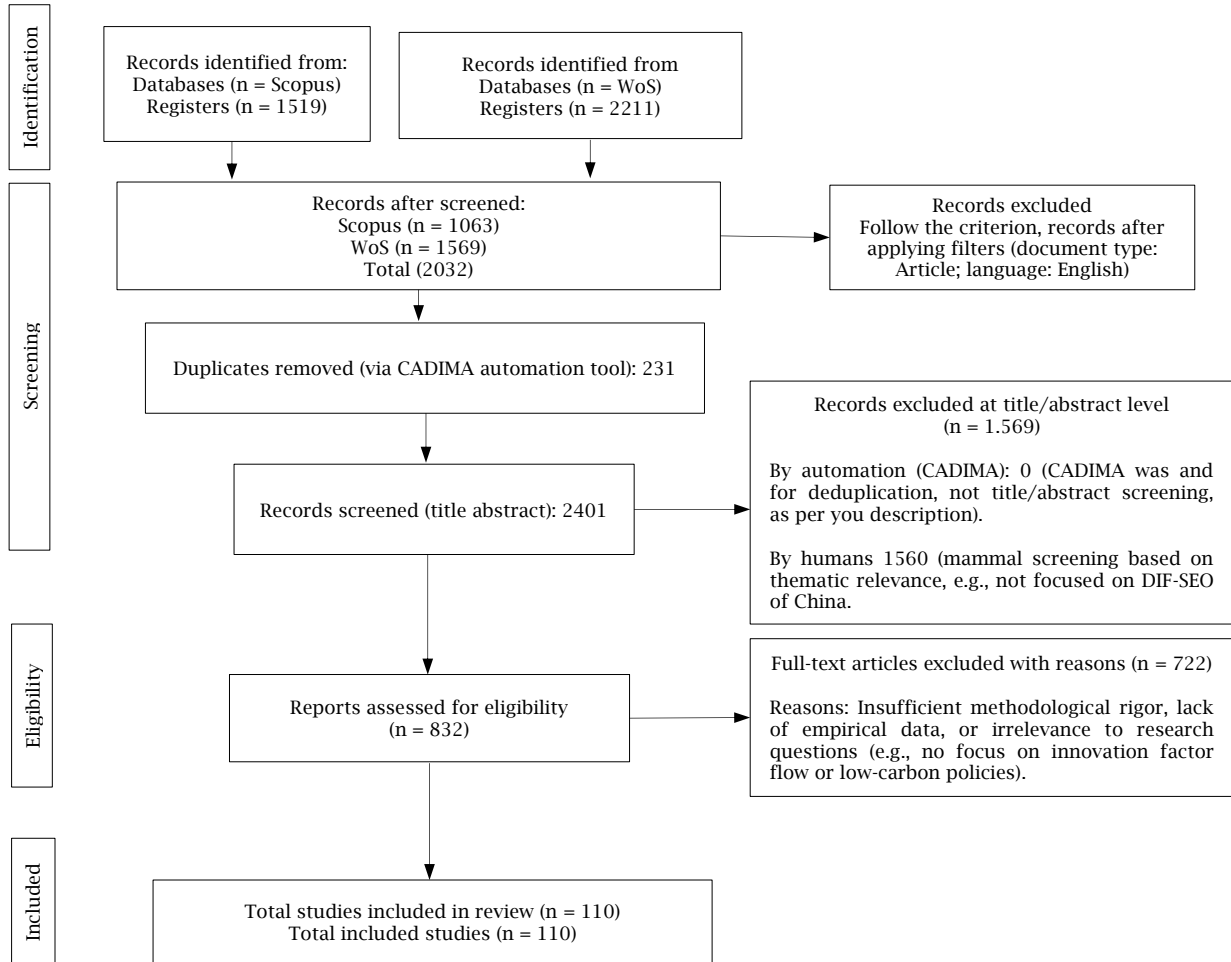 Identification
Records identified from:
Databases (n = Scopus)
Registers (n = 1519)
Records identified from
Databases (n = WoS)
Registers (n = 2211)
Screening
Records after screened:
Scopus (n = 1063)
WoS (n = 1569)
Total (2032)
Records excluded
Follow the criterion, records after
applying filters (document type:
Article; language: English)
Duplicates removed (via CADIMA automation tool): 231
Records screened (title abstract): 2401
Records excluded at title/abstract level
(n = 1.569)
By automation (CADIMA): 0 (CADIMA was and
for deduplication, not title/abstract screening,
as per you description).
By humans 1560 (mammal screening based on
thematic relevance, e.g., not focused on DIF-SEO
of China.
Eligibility
Reports assessed for eligibility
(n = 832)
Full-text articles excluded with reasons (n = 722)
Reasons: Insufficient methodological rigor, lack
of empirical data, or irrelevance to research
questions (e.g., no focus on innovation factor
flow or low-carbon policies).
Included
Total studies included in review (n = 110)
Total included studies (n = 110)